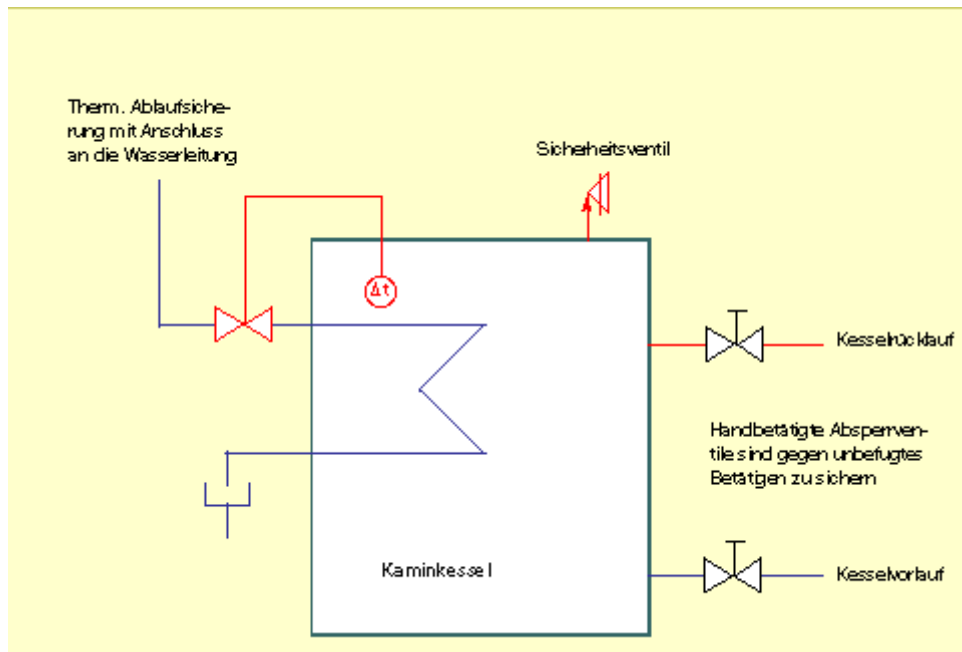 Therm. Ablaufsiche-
rung mit Anschluss
an die Wasserleitung
Sicherheitsventil
Δt
Kesselrücklauf
Handbetätigte Absperrven-
tile sind gegen unbefugtes
Betätigen zu sichern
Kaminkessel
Kesselvorlauf